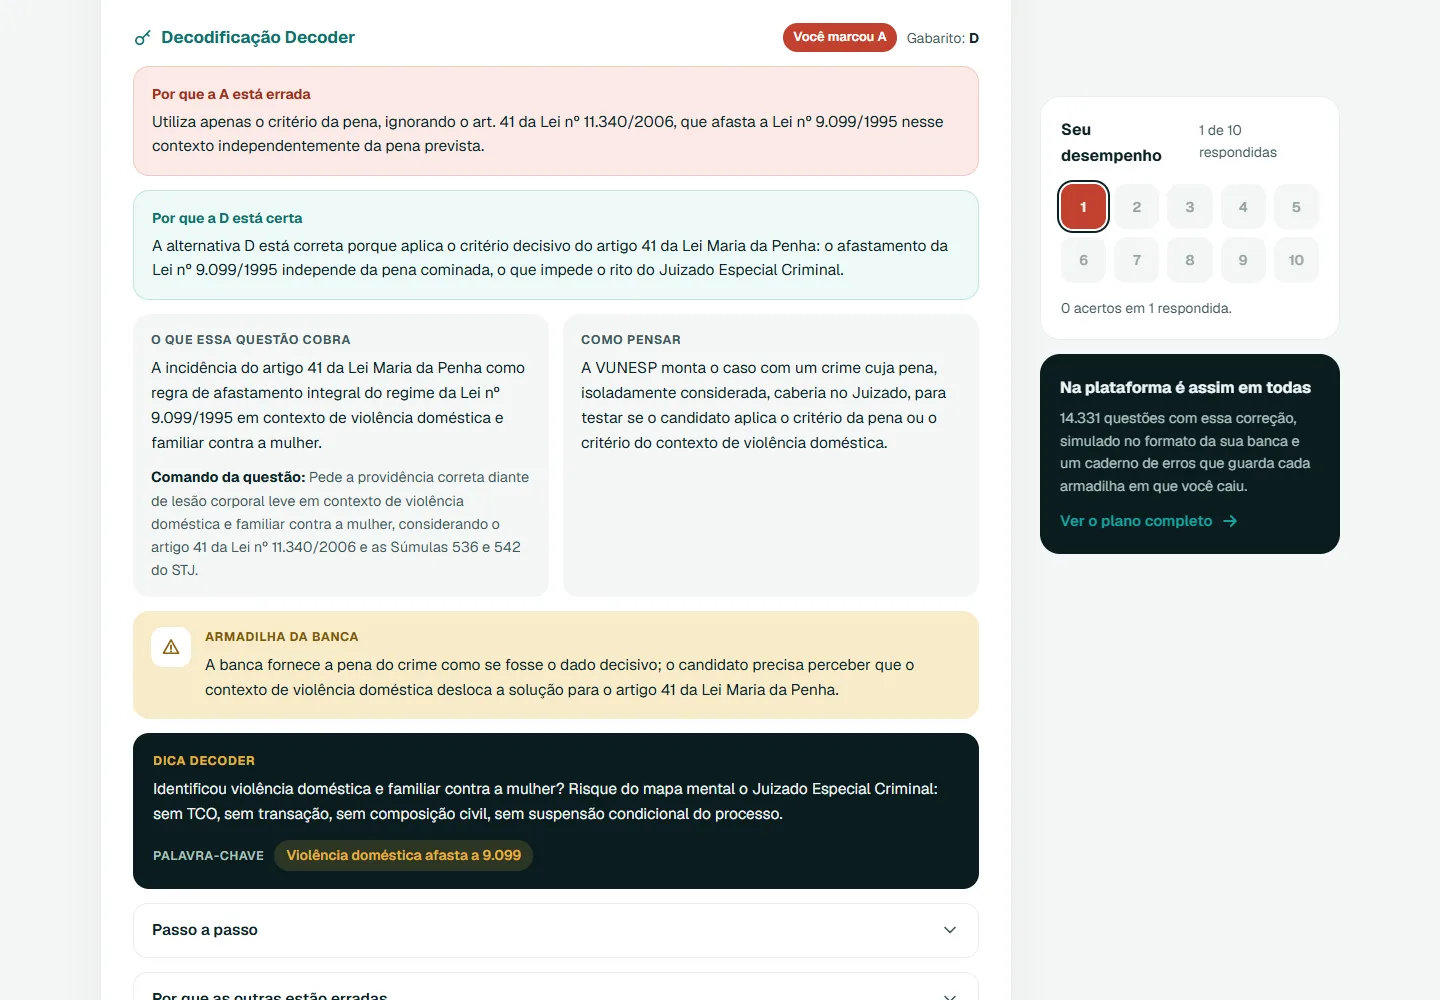 Decodificação Decoder
Você marcou A
Gabarito: D
Por que a A está errada
Utiliza apenas o critério da pena, ignorando o art. 41 da Lei nº 11.340/2006, que afasta a Lei nº 9.099/1995 nesse
contexto independentemente da pena prevista.
Por que a D está certa
A alternativa D está correta porque aplica o critério decisivo do artigo 41 da Lei Maria da Penha: o afastamento da
Lei nº 9.099/1995 independe da pena cominada, o que impede o rito do Juizado Especial Criminal.
O QUE ESSA QUESTÃO COBRA
A incidência do artigo 41 da Lei Maria da Penha como
regra de afastamento integral do regime da Lei nº
9.099/1995 em contexto de violência doméstica e
familiar contra a mulher.
Comando da questão: Pede a providência correta diante
de lesão corporal leve em contexto de violência
doméstica e familiar contra a mulher, considerando o
artigo 41 da Lei nº 11.340/2006 e as Súmulas 536 e 542
do STJ.
COMO PENSAR
A VUNESP monta o caso com um crime cuja pena,
isoladamente considerada, caberia no Juizado, para
testar se o candidato aplica o critério da pena ou o
critério do contexto de violência doméstica.
ARMADILHA DA BANCA
A banca fornece a pena do crime como se fosse o dado decisivo; o candidato precisa perceber que o
contexto de violência doméstica desloca a solução para o artigo 41 da Lei Maria da Penha.
DICA DECODER
Identificou violência doméstica e familiar contra a mulher? Risque do mapa mental o Juizado Especial Criminal:
sem TCO, sem transação, sem composição civil, sem suspensão condicional do processo.
PALAVRA-CHAVE
Violência doméstica afasta a 9.099
Passo a passo
Por que as outras estão erradas
Seu
desempenho
1 de 10
respondidas
1
2
3
4
5
6
7
8
9
10
0 acertos em 1 respondida.
Na plataforma é assim em todas
14.331 questões com essa correção,
simulado no formato da sua banca e
um caderno de erros que guarda cada
armadilha em que você caiu.
Ver o plano completo